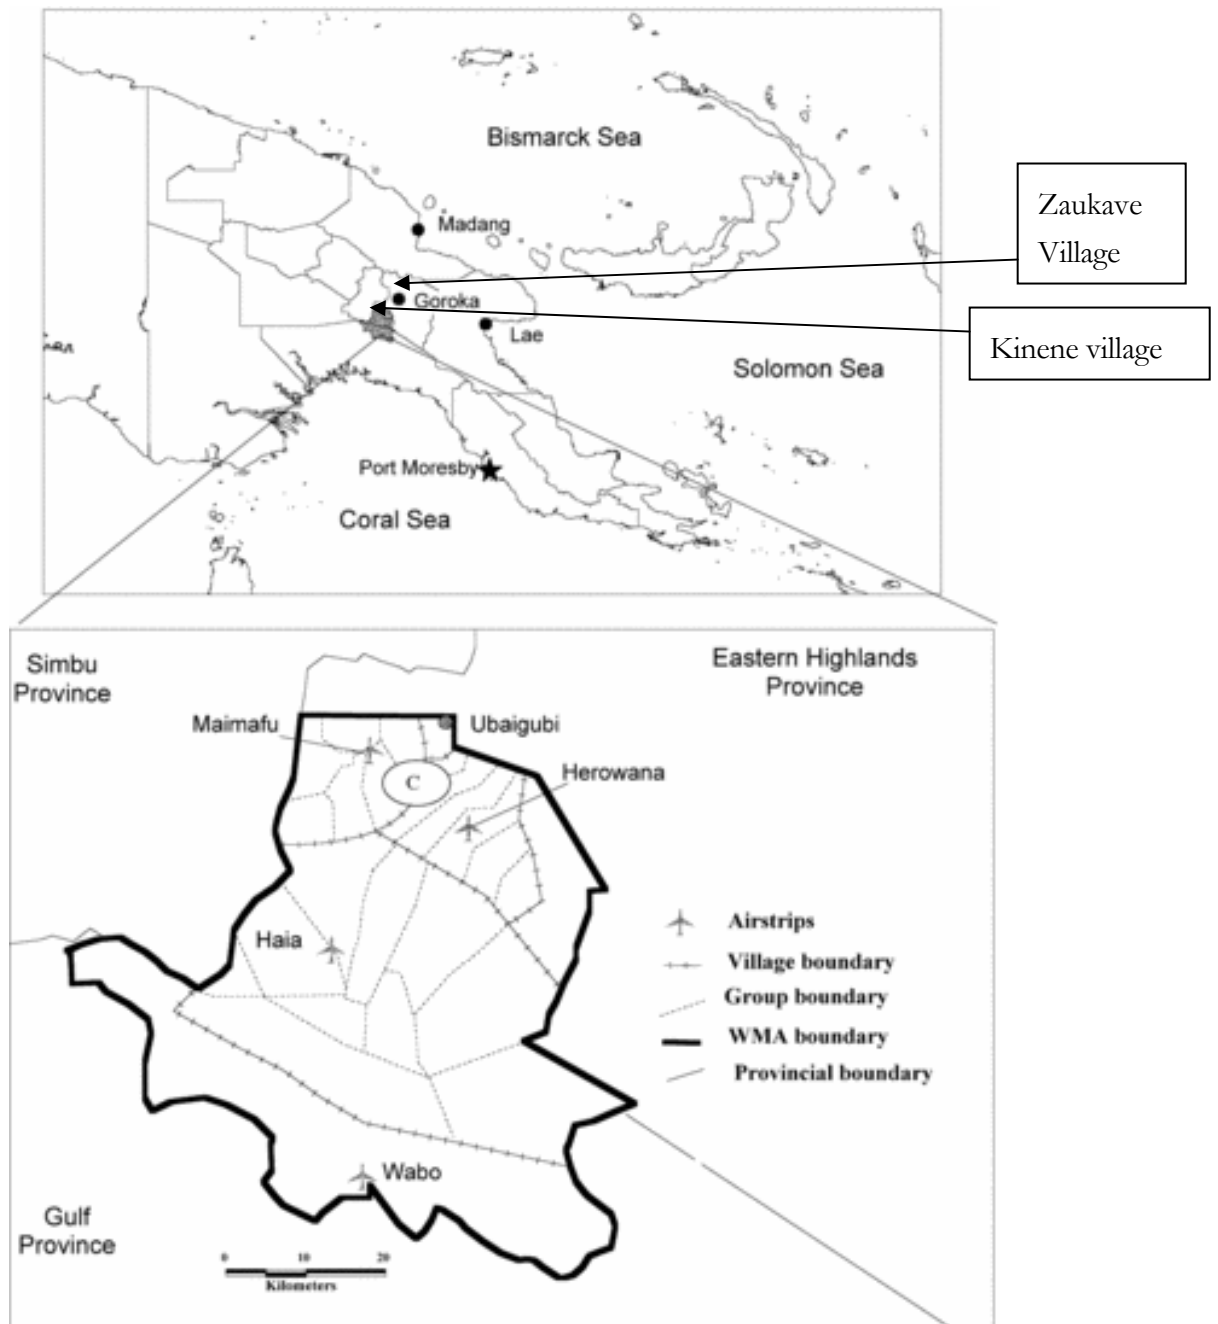 Bismarck Sea
Zaukave
Village
Madang
Goroka
Kinene village
Lae
Solomon Sea
Port Moresby
Coral Sea
Simbu
Province
Eastern Highlands
Province
Maimafu
Ubaigubi
Herowana
C
Haia
Airstrips
Village boundary
Group boundary
WMA boundary
Provincial boundary
Wabo
Gulf
Province
0 10 20
Kilometers